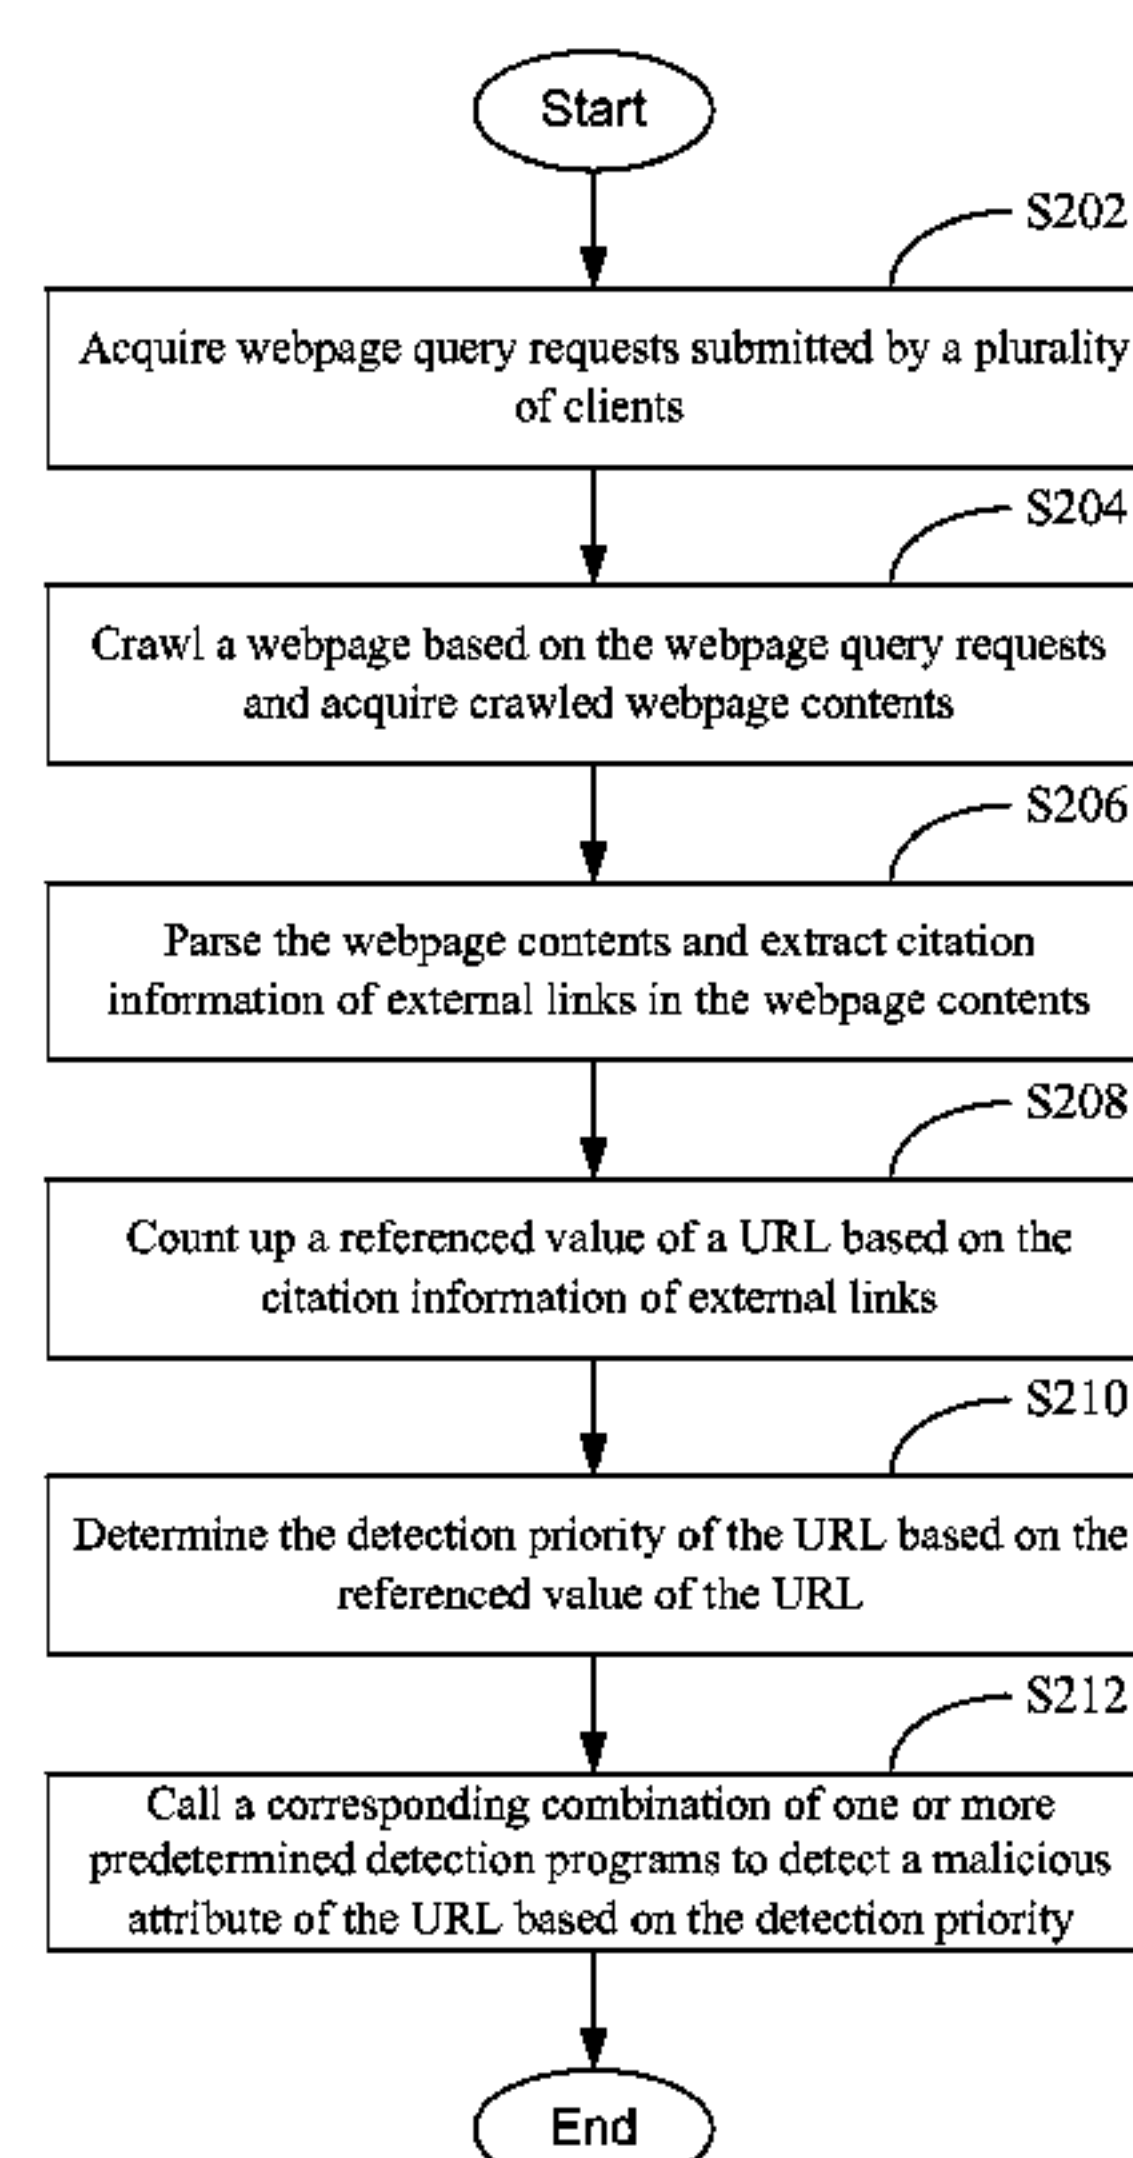 Start
S202
Acquire webpage query requests submitted by a plurality
of clients
S204
Crawl a webpage based on the webpage query requests
and acquire crawled webpage contents
S206
Parse the webpage contents and extract citation
information of external links in the webpage contents
S208
Count up a referenced value of a URL based on the
citation information of external links
S210
Determine the detection priority of the URL based on the
referenced value of the URL
S212
Call a corresponding combination of one or more
predetermined detection programs to detect a malicious
attribute of the URL based on the detection priority
End